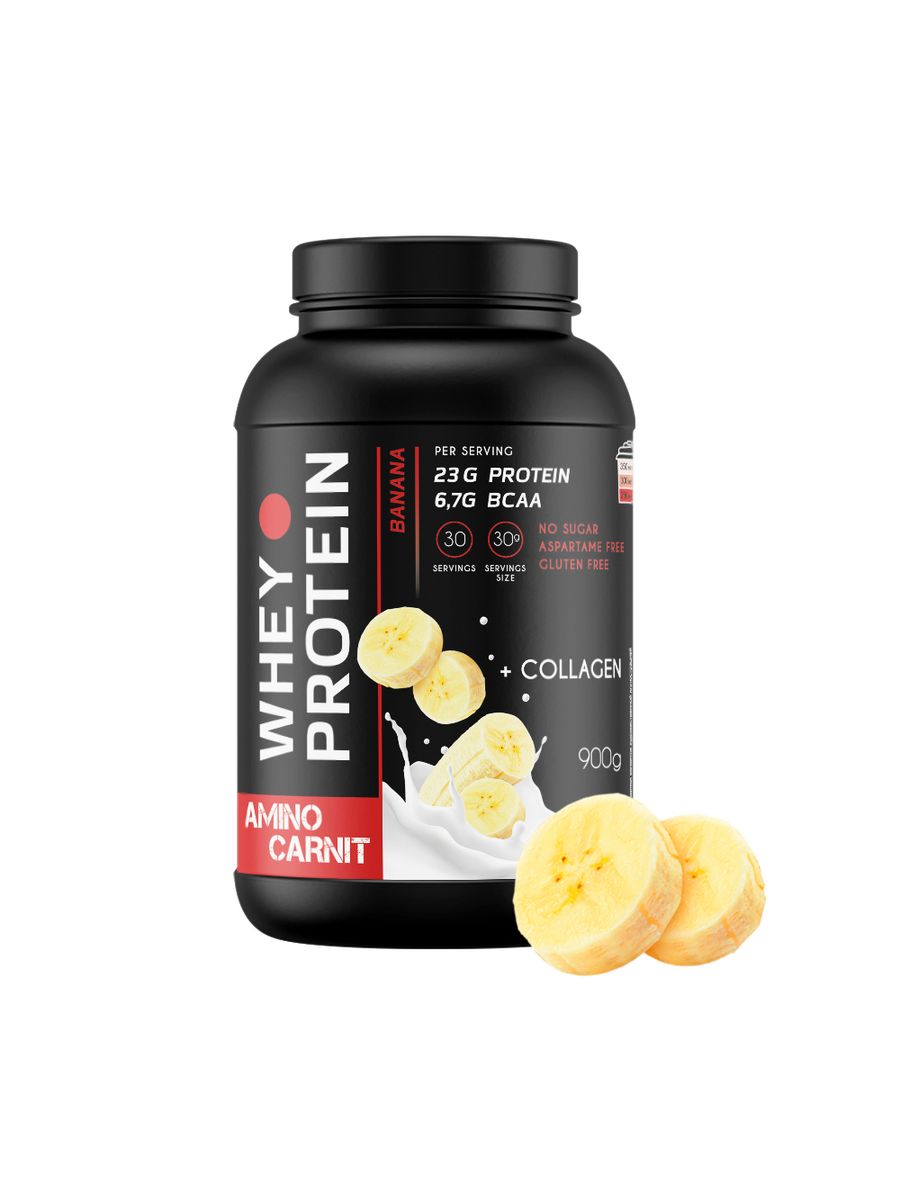 WHEY
PROTEIN
AMINO
CARNIT
BANANA
PER SERVING
23 G PROTEIN
6,7G BCAA
30
SERVINGS
30g
SERVINGS
SIZE
NO SUGAR
ASPARTAME FREE
GLUTEN FREE
+ COLLAGEN
900g